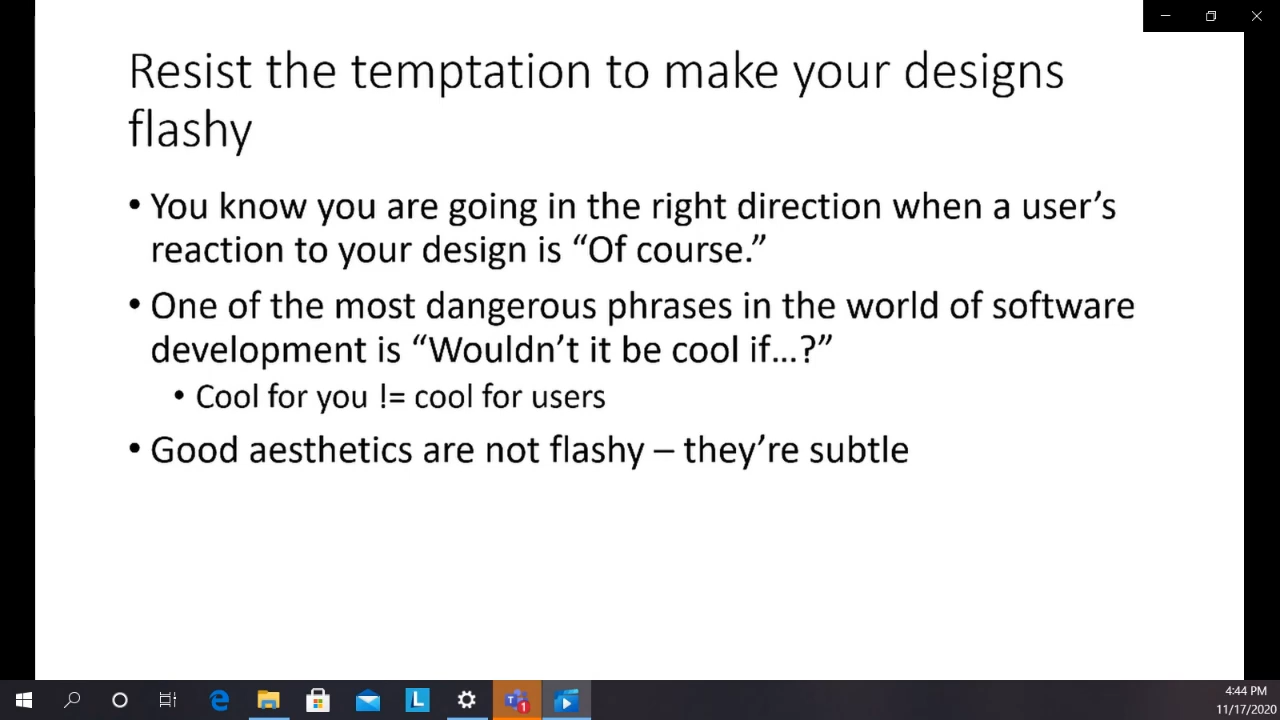 Resist the temptation to make your designs
flashy
• You know you are going in the right direction when a user’s
reaction to your design is “Of course.”
• One of the most dangerous phrases in the world of software
development is “Wouldn’t it be cool if…?”
• Cool for you != cool for users
• Good aesthetics are not flashy – they’re subtle
L
T
1
4:44 PM
11/17/2020